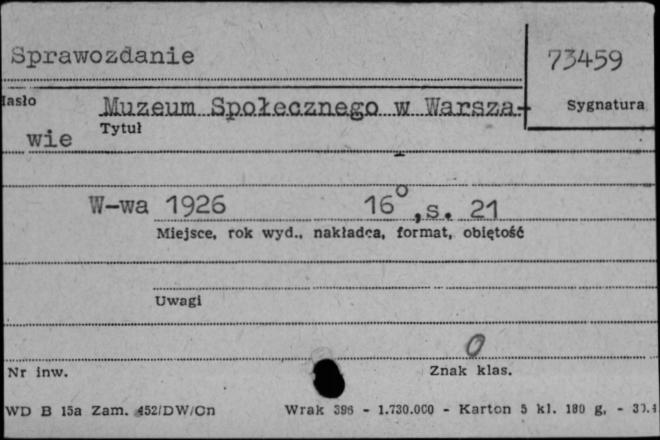 Sprawozdanie
73459
Hasło
Sygnatura
Muzeum Społecznego w Warsza-
Tytuł
wie
W-wa 1926 16°, s. 21
Miejsce, rok wyd., nakładca, format, objętość
Uwagi
0
Nr inw.
Znak klas.
WD B 15a Zam. 452/DW/Cn Wrak 396 - 1.730.000 - Karton 5 kl. 180 g. -